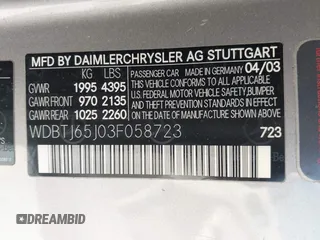 MFD BY DAIMLERCHRYSLER AG STUTTGART
KG LBS PASSENGER CAR MADE IN GERMANY 04/03
GVWR 1995 4395 THIS VEHICLE CONFORMS TO ALL APPLICABLE
GAWR FRONT 970 2135 U.S. FEDERAL MOTOR VEHICLE SAFETY, BUMPER,
GAWR REAR 1025 2260 AND THEFT PREVENTION STANDARDS IN EFFECT ON THE DATE OF MANUFACTURE SHOWN ABOVE.
WDBTJ65J03F058723
723
DREAMBID